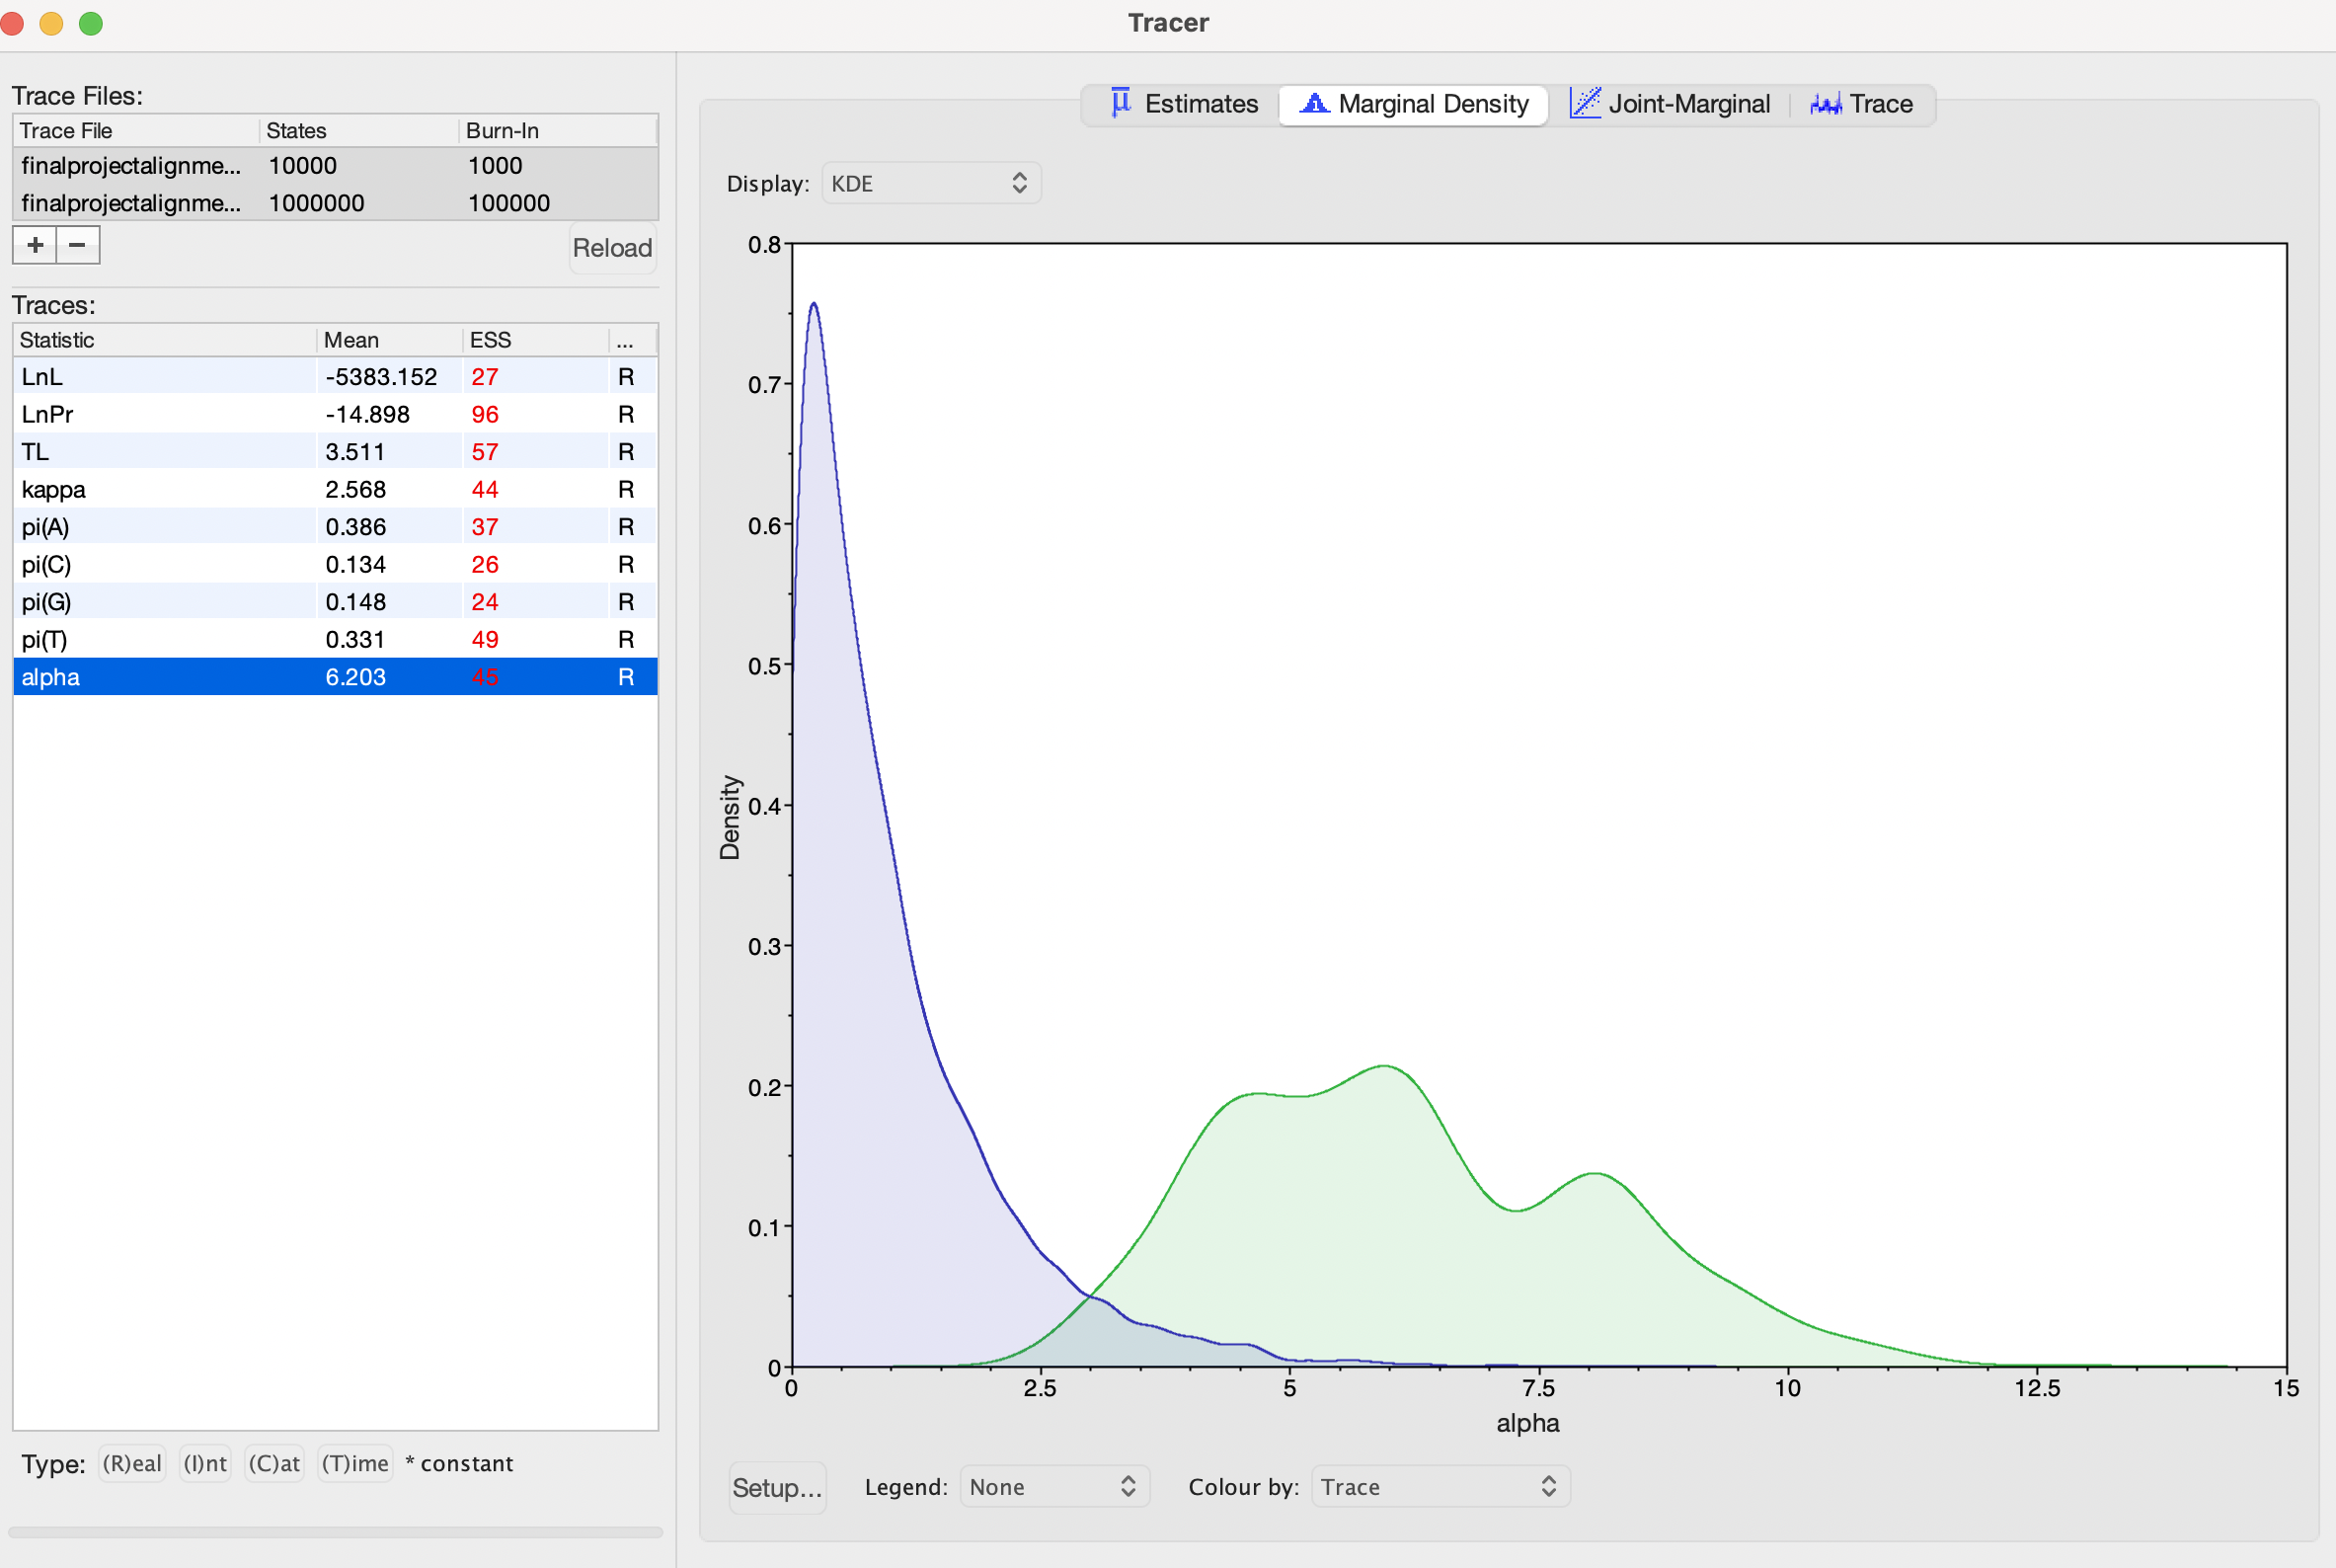 Tracer
Trace Files:
Trace File States Burn-In
finalprojectalignme... 10000 1000
finalprojectalignme... 1000000 100000
+ −
Reload
Traces:
Statistic Mean ESS ...
LnL -5383.152 27 R
LnPr -14.898 96 R
TL 3.511 57 R
kappa 2.568 44 R
pi(A) 0.386 37 R
pi(C) 0.134 26 R
pi(G) 0.148 24 R
pi(T) 0.331 49 R
alpha 6.203 45 R
Type: (R)eal (I)nt (C)at (T)ime * constant
Estimates Marginal Density Joint-Marginal Trace
Display: KDE
Density
0.8
0.7
0.6
0.5
0.4
0.3
0.2
0.1
0
0 2.5 5 7.5 10 12.5 15
alpha
Setup... Legend: None Colour by: Trace